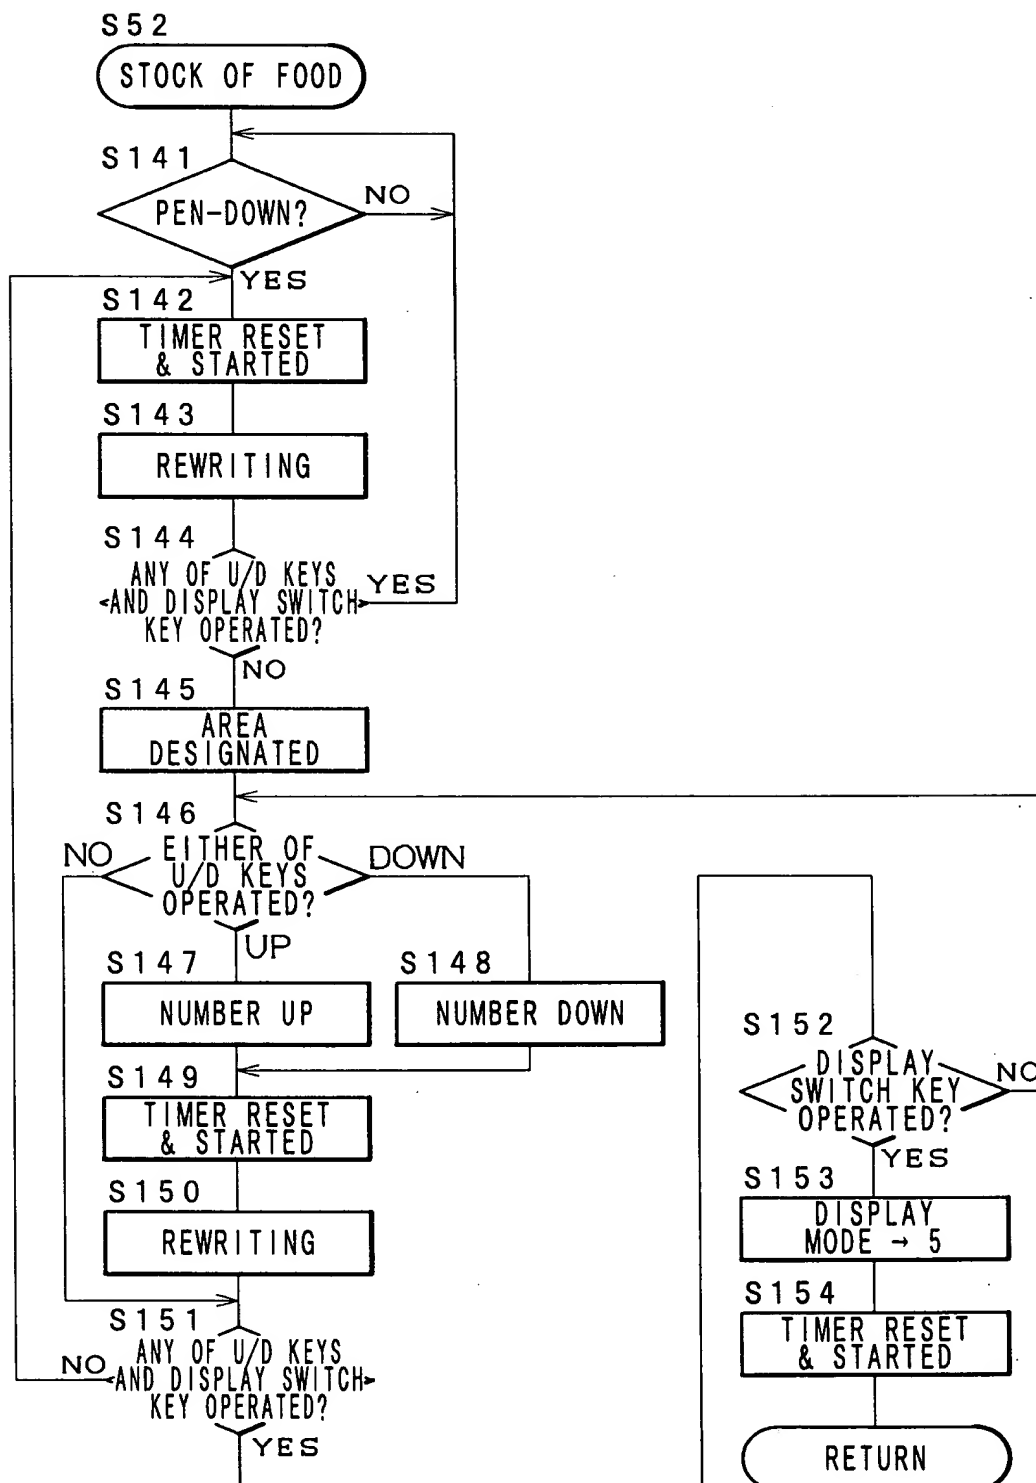 S52
STOCK OF FOOD
S141
PEN-DOWN?
NO
YES
S142
TIMER RESET
& STARTED
S143
REWRITING
S144
ANY OF U/D KEYS
AND DISPLAY SWITCH
KEY OPERATED?
YES
NO
S145
AREA
DESIGNATED
S146
NO
EITHER OF
U/D KEYS
OPERATED?
DOWN
UP
S147
NUMBER UP
S148
NUMBER DOWN
S149
TIMER RESET
& STARTED
S150
REWRITING
S151
ANY OF U/D KEYS
NO
AND DISPLAY SWITCH
KEY OPERATED?
YES
S152
DISPLAY
SWITCH KEY
OPERATED?
NO
YES
S153
DISPLAY
MODE → 5
S154
TIMER RESET
& STARTED
RETURN